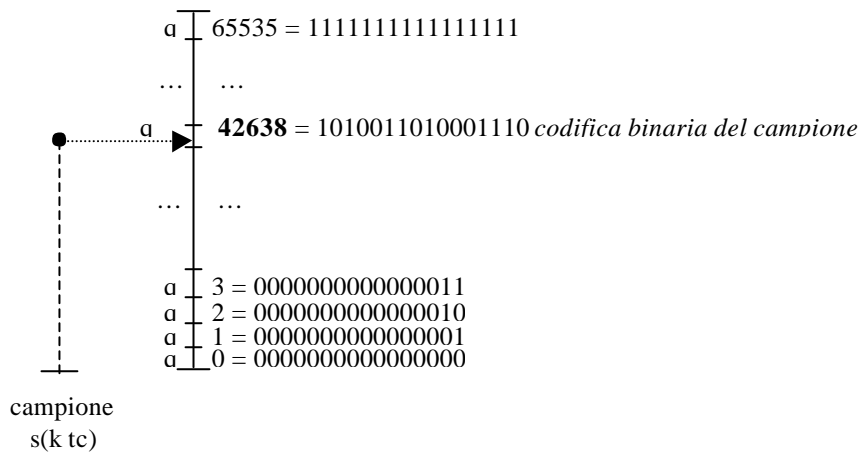 q 65535 = 1111111111111111
… …
q 42638 = 1010011010001110 codifica binaria del campione
… …
q 3 = 0000000000000011
q 2 = 0000000000000010
q 1 = 0000000000000001
q 0 = 0000000000000000
campione
s(k tc)